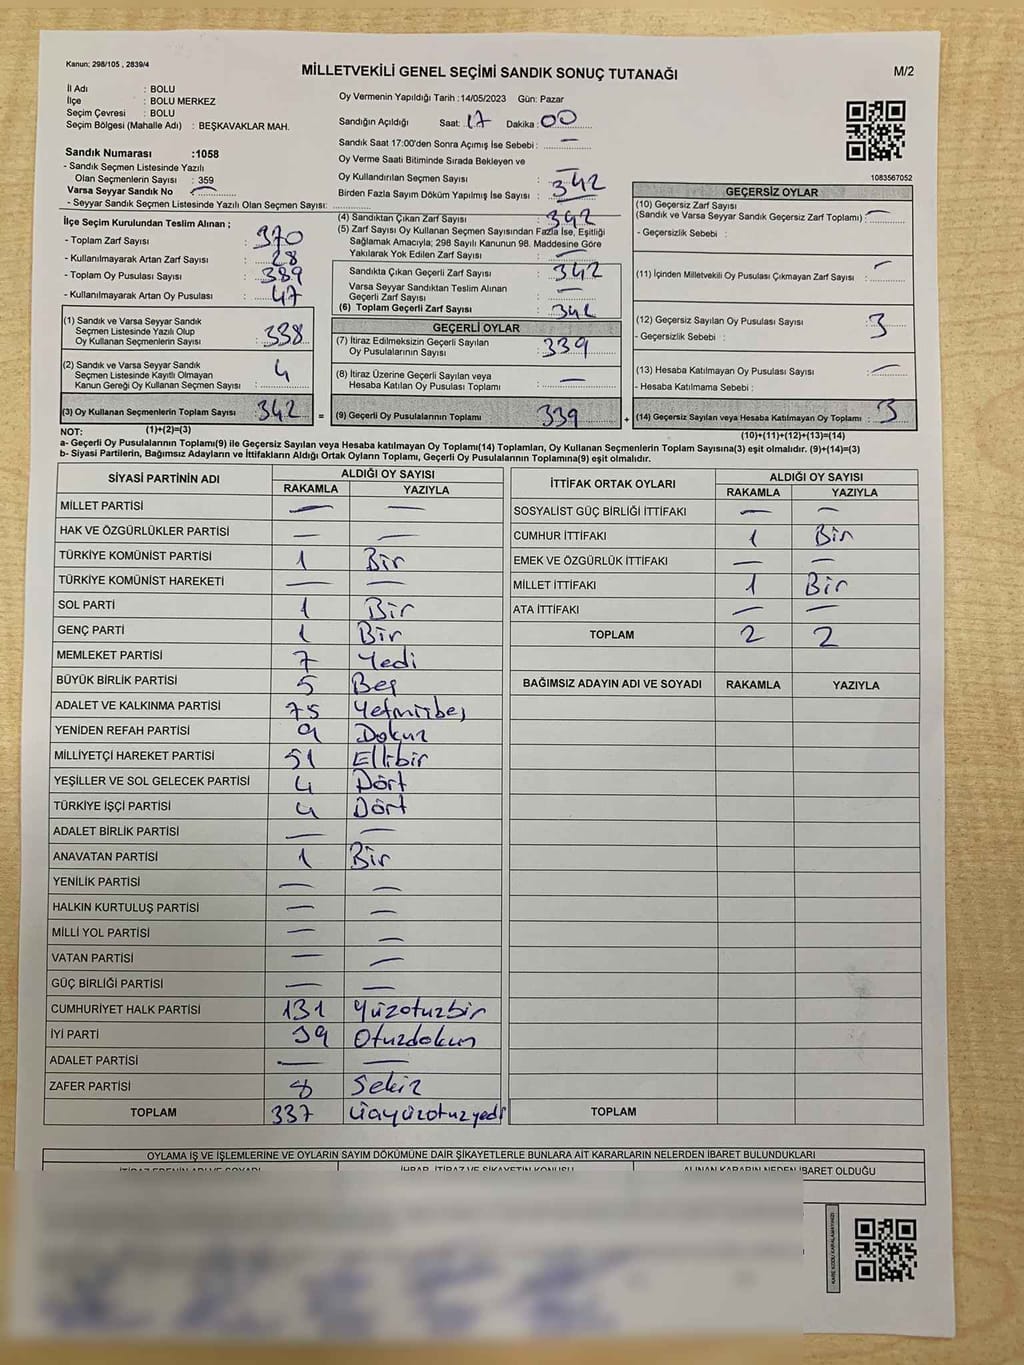 Kanun; 298/105 , 2839/4
MİLLETVEKİLİ GENEL SEÇİMİ SANDIK SONUÇ TUTANAĞI
M/2
İl Adı : BOLU
İlçe : BOLU MERKEZ
Seçim Çevresi : BOLU
Seçim Bölgesi (Mahalle Adı) : BEŞKAVAKLAR MAH.
Oy Vermenin Yapıldığı Tarih :14/05/2023 Gün: Pazar
Sandığın Açıldığı Saat: 17 Dakika: 00
Sandık Saat 17:00'den Sonra Açımış İse Sebebi : —
Oy Verme Saati Bitiminde Sırada Bekleyen ve
Oy Kullandırılan Seçmen Sayısı : —
Birden Fazla Sayım Döküm Yapılmış İse Sayısı : 342
Sandık Numarası :1058
- Sandık Seçmen Listesinde Yazılı
Olan Seçmenlerin Sayısı : 359
Varsa Seyyar Sandık No : —
- Seyyar Sandık Seçmen Listesinde Yazılı Olan Seçmen Sayısı:
1083567052
İlçe Seçim Kurulundan Teslim Alınan ;
- Toplam Zarf Sayısı : 370
- Kullanılmayarak Artan Zarf Sayısı : 28
- Toplam Oy Pusulası Sayısı : 389
- Kullanılmayarak Artan Oy Pusulası : 47
(1) Sandık ve Varsa Seyyar Sandık
Seçmen Listesinde Yazılı Olup
Oy Kullanan Seçmenlerin Sayısı : 338
(2) Sandık ve Varsa Seyyar Sandık
Seçmen Listesinde Kayıtlı Olmayan
Kanun Gereği Oy Kullanan Seçmen Sayısı : 4
(3) Oy Kullanan Seçmenlerin Toplam Sayısı : 342 =
(1)+(2)=(3)
(4) Sandıktan Çıkan Zarf Sayısı : 342
(5) Zarf Sayısı Oy Kullanan Seçmen Sayısından Fazla İse, Eşitliği
Sağlamak Amacıyla; 298 Sayılı Kanunun 98. Maddesine Göre
Yakılarak Yok Edilen Zarf Sayısı : —
Sandıkta Çıkan Geçerli Zarf Sayısı : 342
Varsa Seyyar Sandıktan Teslim Alınan
Geçerli Zarf Sayısı : —
(6) Toplam Geçerli Zarf Sayısı : 342
GEÇERLİ OYLAR
(7) İtiraz Edilmeksizin Geçerli Sayılan
Oy Pusulalarının Sayısı : 339
(8) İtiraz Üzerine Geçerli Sayılan veya
Hesaba Katılan Oy Pusulası Toplamı : —
(9) Geçerli Oy Pusulalarının Toplamı 339 +
GEÇERSİZ OYLAR
(10) Geçersiz Zarf Sayısı
(Sandık ve Varsa Seyyar Sandık Geçersiz Zarf Toplamı) : —
- Geçersizlik Sebebi :
(11) İçinden Milletvekili Oy Pusulası Çıkmayan Zarf Sayısı : —
(12) Geçersiz Sayılan Oy Pusulası Sayısı : 3
- Geçersizlik Sebebi :
(13) Hesaba Katılmayan Oy Pusulası Sayısı : —
- Hesaba Katılmama Sebebi :
(14) Geçersiz Sayılan veya Hesaba Katılmayan Oy Toplamı : 3
(10)+(11)+(12)+(13)=(14)
NOT:
a- Geçerli Oy Pusulalarının Toplamı(9) ile Geçersiz Sayılan veya Hesaba katılmayan Oy Toplamı(14) Toplamları, Oy Kullanan Seçmenlerin Toplam Sayısına(3) eşit olmalıdır. (9)+(14)=(3)
b- Siyasi Partilerin, Bağımsız Adayların ve İttifakların Aldığı Ortak Oyların Toplamı, Geçerli Oy Pusulalarının Toplamına(9) eşit olmalıdır.
SİYASİ PARTİNİN ADI ALDIĞI OY SAYISI
RAKAMLA YAZIYLA
MİLLET PARTİSİ — —
HAK VE ÖZGÜRLÜKLER PARTİSİ — —
TÜRKİYE KOMÜNİST PARTİSİ 1 Bir
TÜRKİYE KOMÜNİST HAREKETİ — —
SOL PARTİ 1 Bir
GENÇ PARTİ 1 Bir
MEMLEKET PARTİSİ 7 Yedi
BÜYÜK BİRLİK PARTİSİ 5 Beş
ADALET VE KALKINMA PARTİSİ 75 Yetmişbeş
YENİDEN REFAH PARTİSİ 9 Dokuz
MİLLİYETÇİ HAREKET PARTİSİ 51 Ellibir
YEŞİLLER VE SOL GELECEK PARTİSİ 4 Dört
TÜRKİYE İŞÇİ PARTİSİ 4 Dört
ADALET BİRLİK PARTİSİ — —
ANAVATAN PARTİSİ 1 Bir
YENİLİK PARTİSİ — —
HALKIN KURTULUŞ PARTİSİ — —
MİLLİ YOL PARTİSİ — —
VATAN PARTİSİ — —
GÜÇ BİRLİĞİ PARTİSİ — —
CUMHURİYET HALK PARTİSİ 131 Yüzotuzbir
İYİ PARTİ 39 Otuzdokuz
ADALET PARTİSİ — —
ZAFER PARTİSİ 8 Sekiz
TOPLAM 337 Üçyüzotuzyedi
İTTİFAK ORTAK OYLARI ALDIĞI OY SAYISI
RAKAMLA YAZIYLA
SOSYALİST GÜÇ BİRLİĞİ İTTİFAKI — —
CUMHUR İTTİFAKI 1 Bir
EMEK VE ÖZGÜRLÜK İTTİFAKI — —
MİLLET İTTİFAKI 1 Bir
ATA İTTİFAKI — —
TOPLAM 2 2
BAĞIMSIZ ADAYIN ADI VE SOYADI RAKAMLA YAZIYLA
TOPLAM
OYLAMA İŞ VE İŞLEMLERİNE VE OYLARIN SAYIM DÖKÜMÜNE DAİR ŞİKAYETLERLE BUNLARA AİT KARARLARIN NELERDEN İBARET BULUNDUKLARI
İTİRAZ EDENİN ADI VE SOYADI İHBAR, İTİRAZ VE ŞİKAYETİN KONUSU ALINAN KARARIN NEDEN İBARET OLDUĞU
KARE KODU KARALAMAYINIZ!